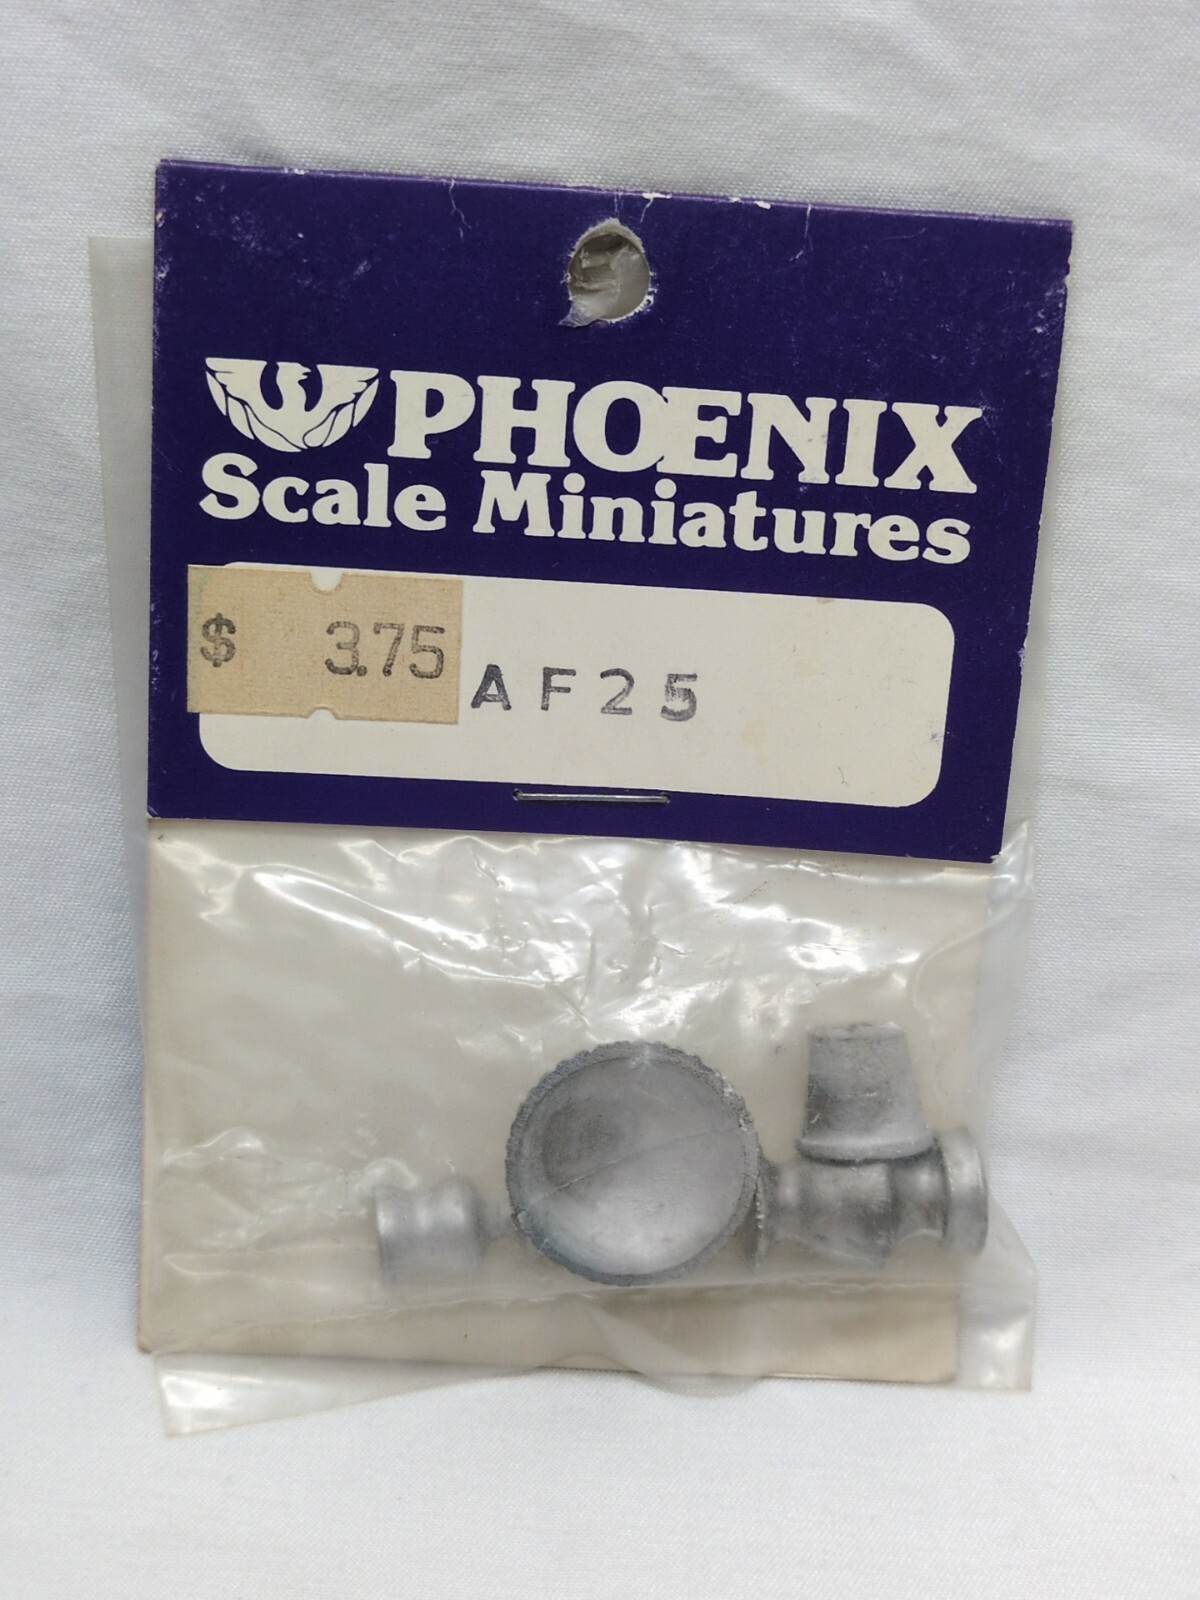 PHOENIX
Scale Miniatures
$ 3.75
AF25